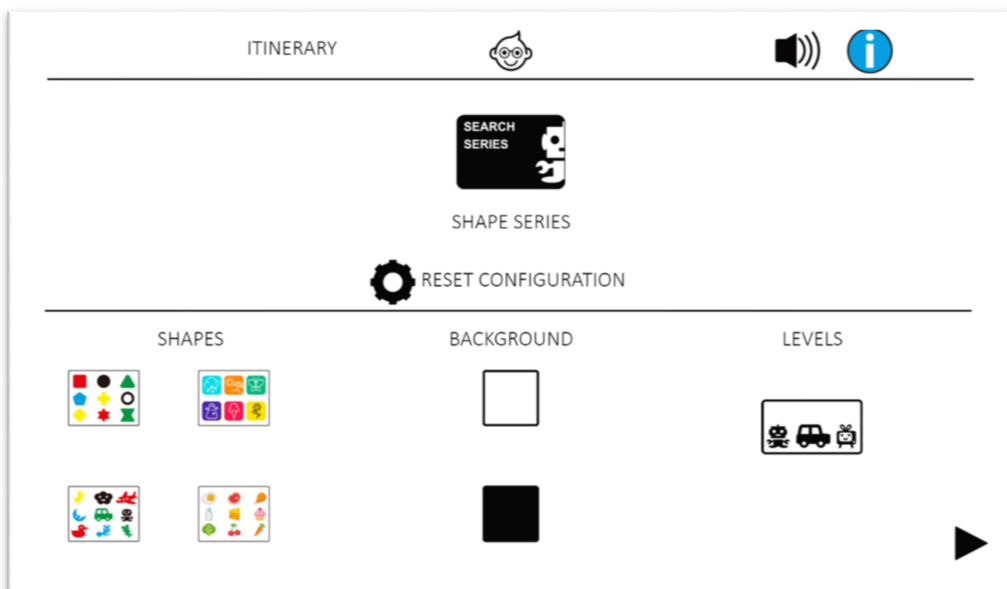 ITINERARY
SEARCH
SERIES
SHAPE SERIES
RESET CONFIGURATION
SHAPES
BACKGROUND
LEVELS